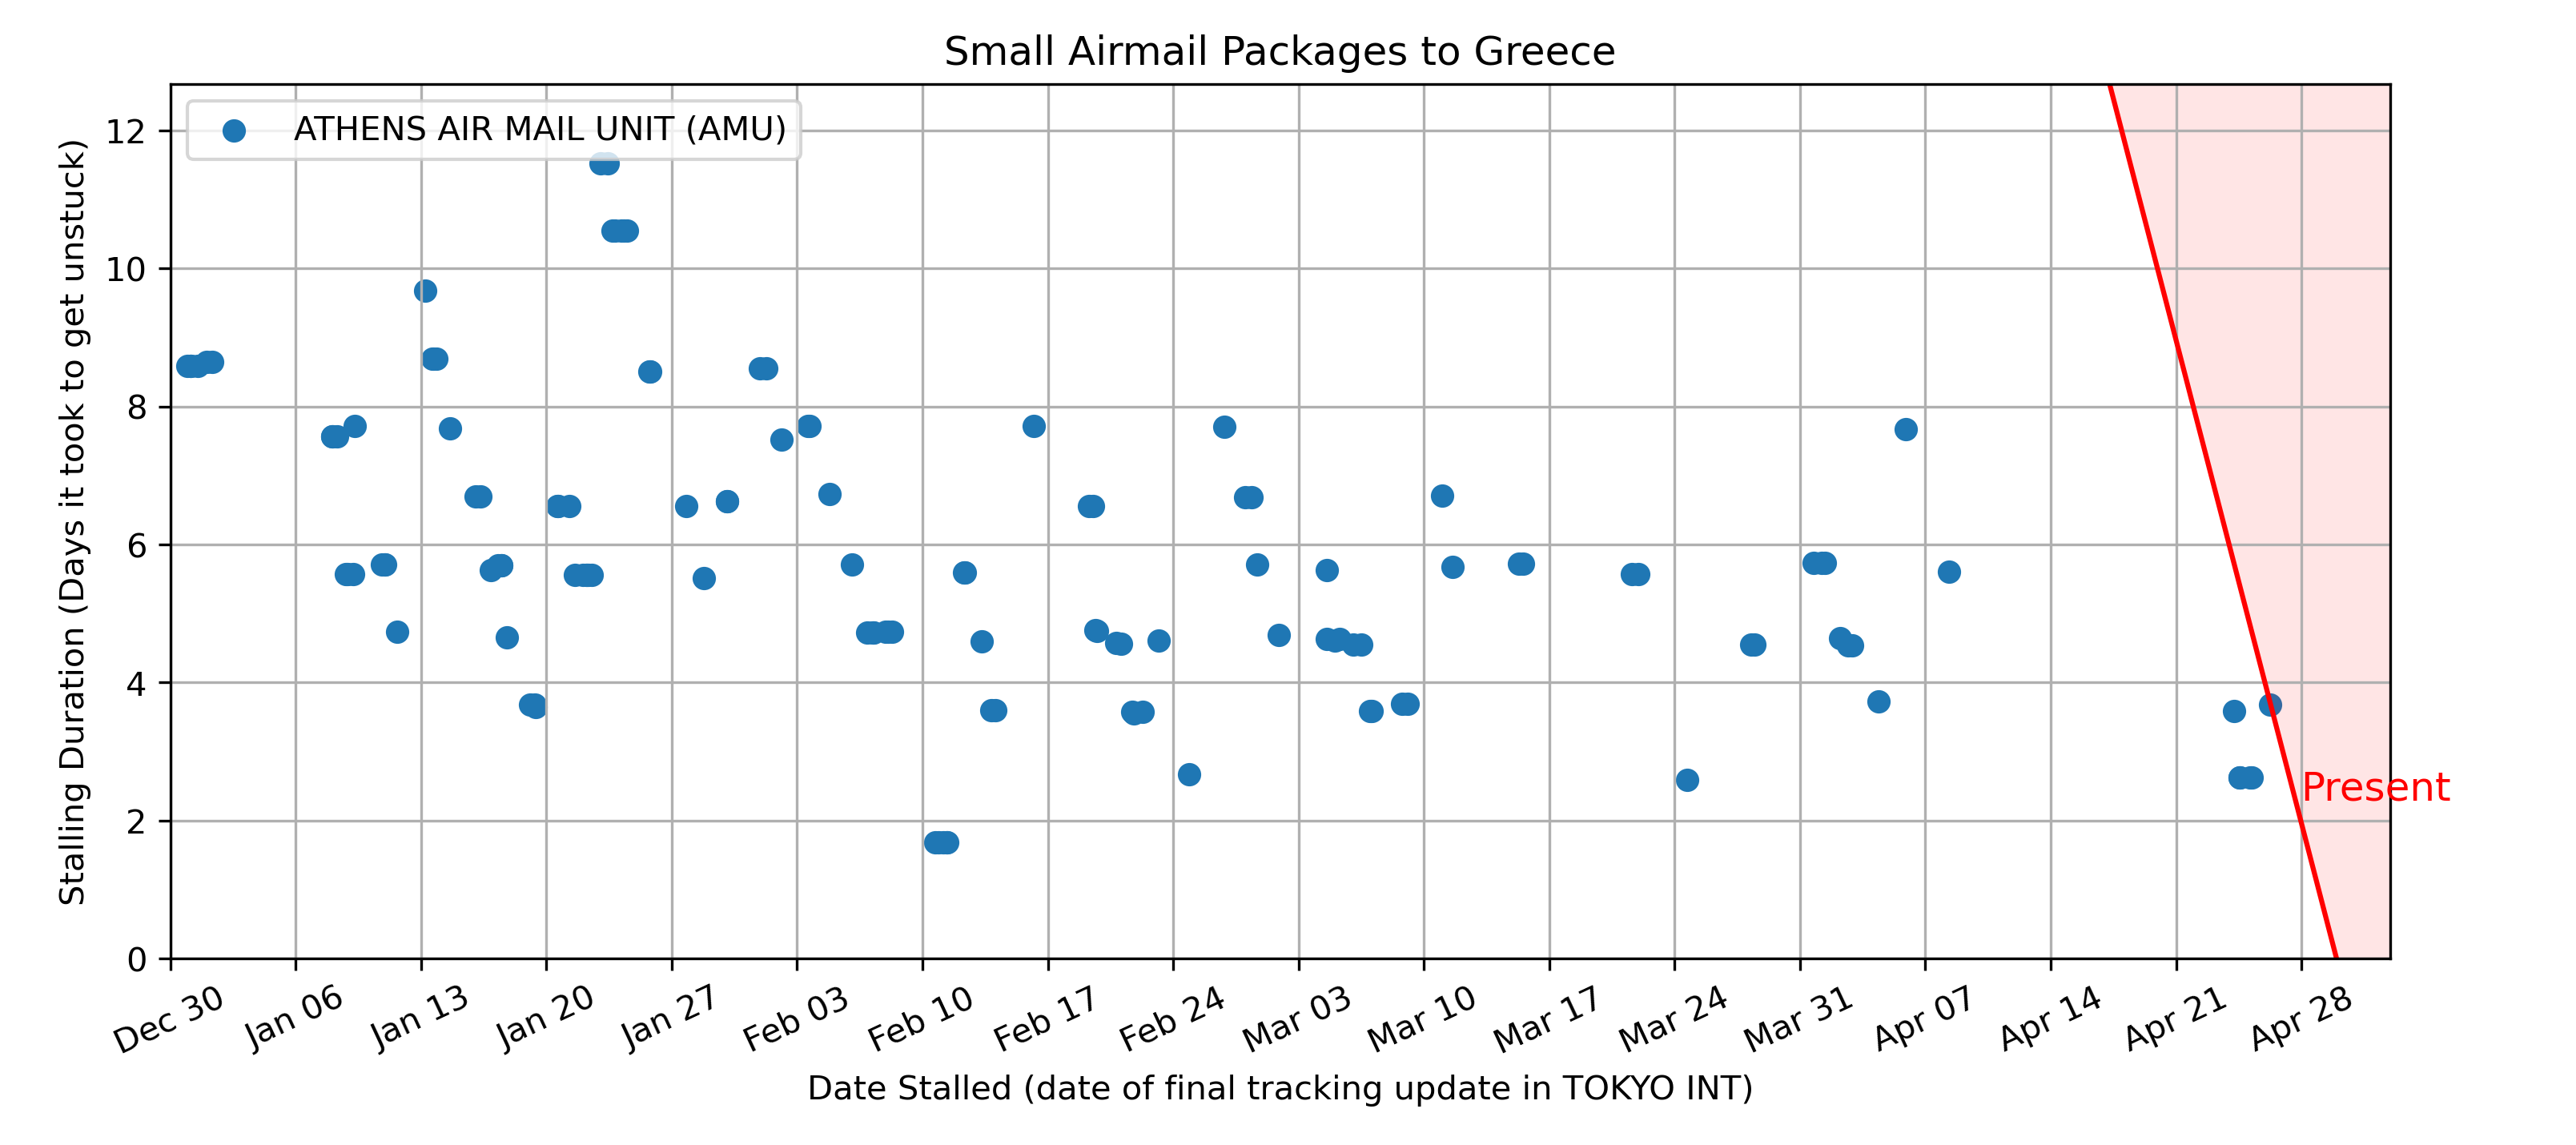 Small Airmail Packages to Greece
ATHENS AIR MAIL UNIT (AMU)
Stalling Duration (Days it took to get unstuck)
12
10
8
6
4
2
0
Present
Dec 30
Jan 06
Jan 13
Jan 20
Jan 27
Feb 03
Feb 10
Feb 17
Feb 24
Mar 03
Mar 10
Mar 17
Mar 24
Mar 31
Apr 07
Apr 14
Apr 21
Apr 28
Date Stalled (date of final tracking update in TOKYO INT)